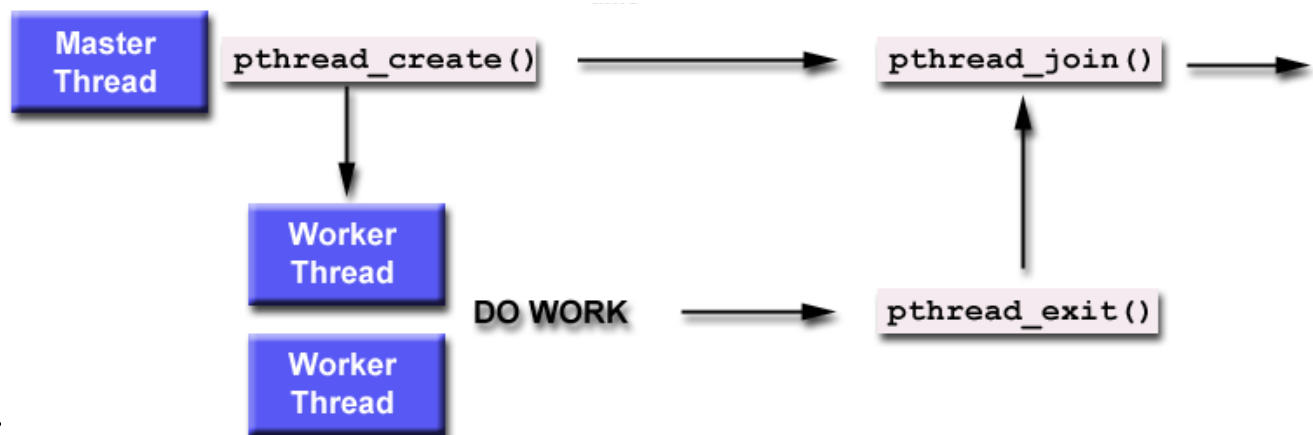 Master
Thread
pthread_create()
pthread_join()
Worker
Thread
DO WORK
pthread_exit()
Worker
Thread